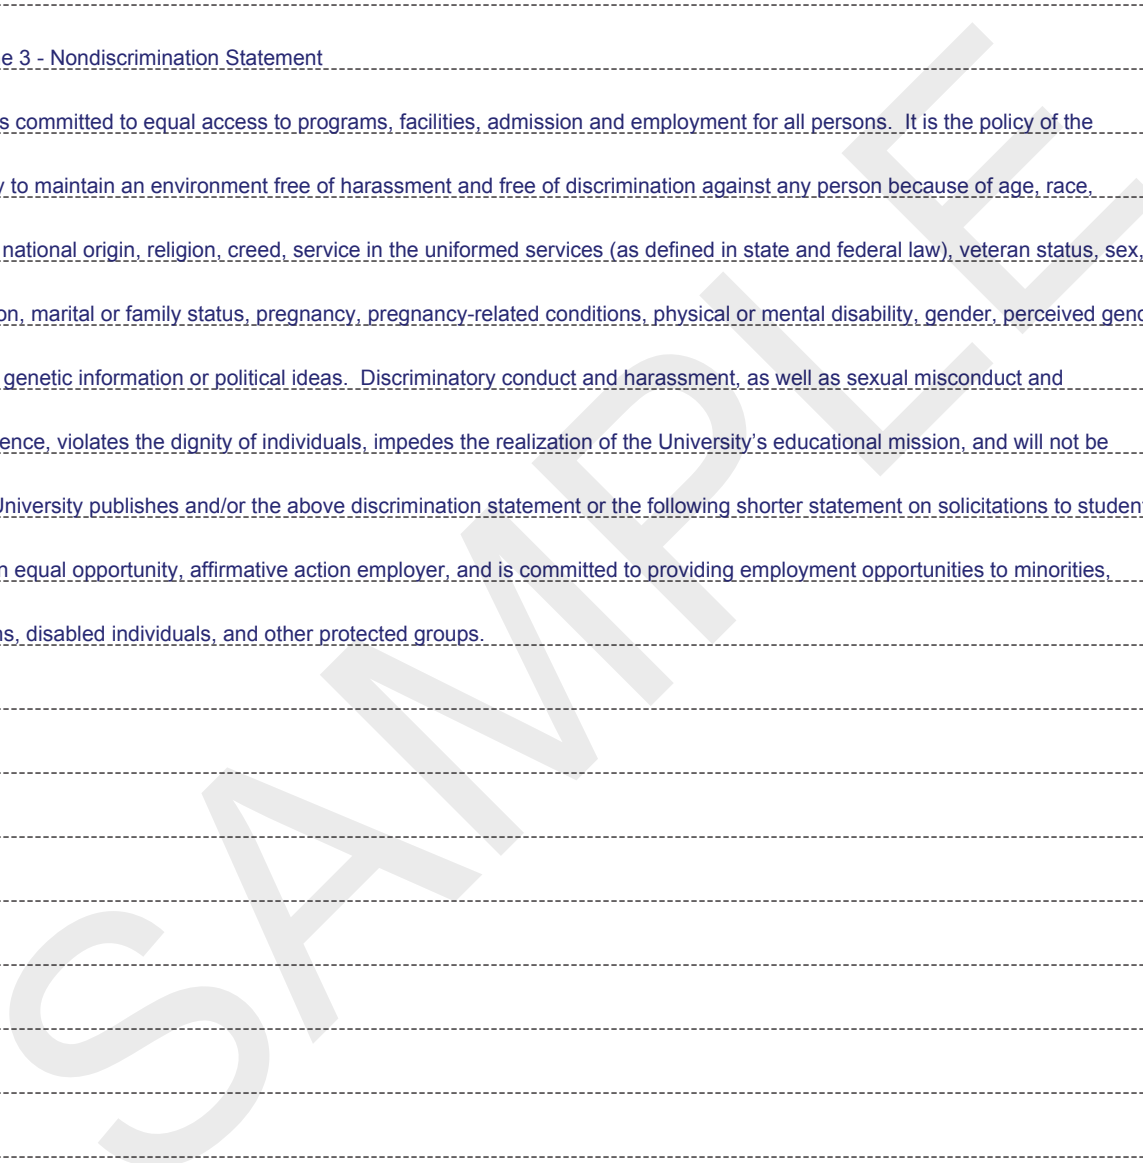 e 3 - Nondiscrimination Statement
s committed to equal access to programs, facilities, admission and employment for all persons.  It is the policy of the
y to maintain an environment free of harassment and free of discrimination against any person because of age, race,
national origin, religion, creed, service in the uniformed services (as defined in state and federal law), veteran status, sex,
on, marital or family status, pregnancy, pregnancy-related conditions, physical or mental disability, gender, perceived gend
genetic information or political ideas.  Discriminatory conduct and harassment, as well as sexual misconduct and
ence, violates the dignity of individuals, impedes the realization of the University's educational mission, and will not be
University publishes and/or the above discrimination statement or the following shorter statement on solicitations to student
n equal opportunity, affirmative action employer, and is committed to providing employment opportunities to minorities,
ns, disabled individuals, and other protected groups.
SAMPLE